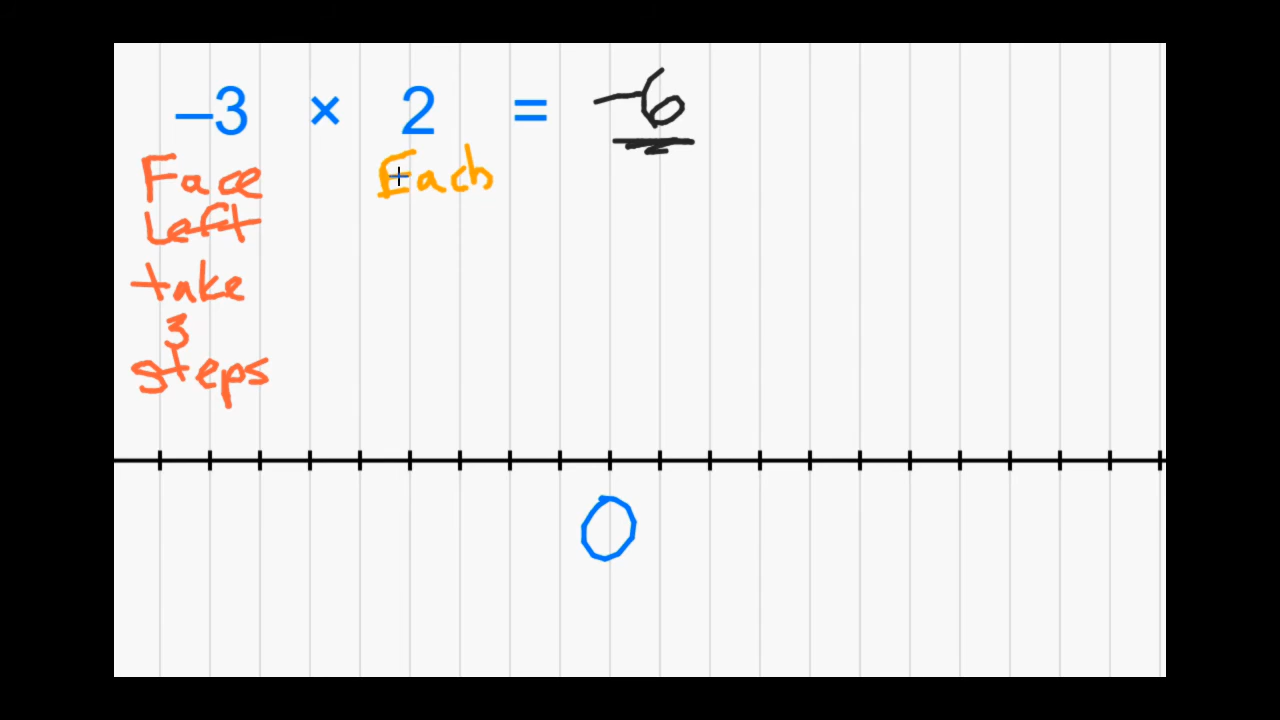 –3 × 2 = -6
Face Each
Left
take
3
steps
0